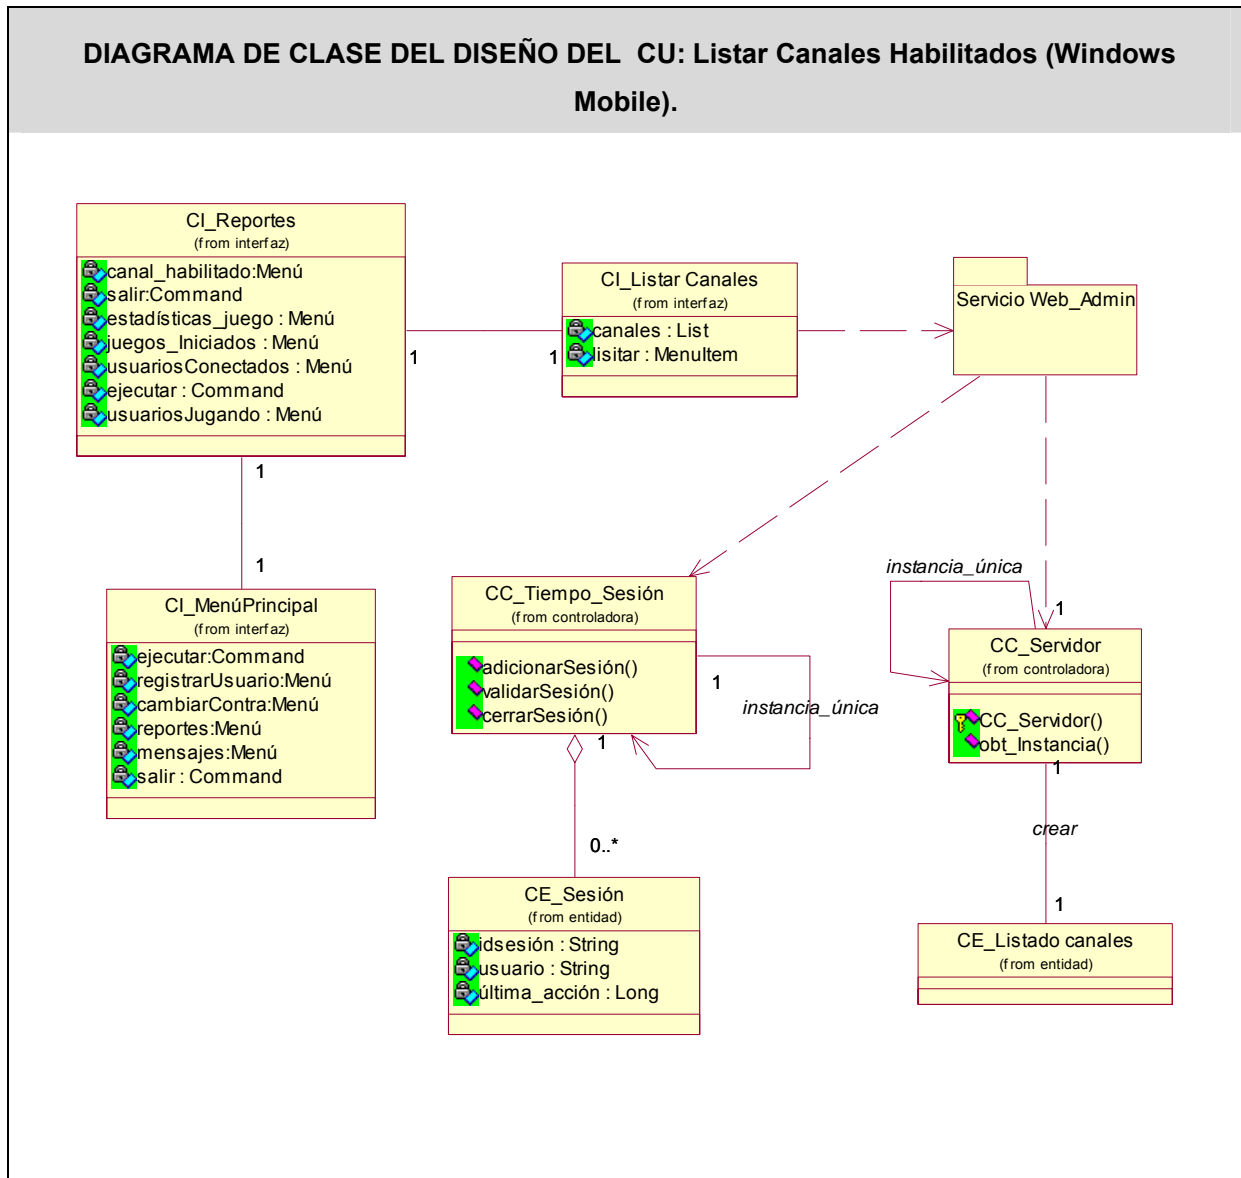 DIAGRAMA DE CLASE DEL DISEÑO DEL CU: Listar Canales Habilitados (Windows
Mobile).
CI_Reportes
(from interfaz)
canal_habilitado:Menú
salir:Command
estadísticas_juego : Menú
juegos_Iniciados : Menú
usuariosConectados : Menú
ejecutar : Command
usuariosJugando : Menú
1
1
CI_Listar Canales
(from interfaz)
canales : List
lisitar : MenuItem
Servicio Web_Admin
1
1
CI_MenúPrincipal
(from interfaz)
ejecutar:Command
registrarUsuario:Menú
cambiarContra:Menú
reportes:Menú
mensajes:Menú
salir : Command
CC_Tiempo_Sesión
(from controladora)
adicionarSesión()
validarSesión()
cerrarSesión()
1
instancia_única
1
0..*
CE_Sesión
(from entidad)
idsesión : String
usuario : String
última_acción : Long
instancia_única
1
CC_Servidor
(from controladora)
CC_Servidor()
obt_Instancia()
1
crear
1
CE_Listado canales
(from entidad)